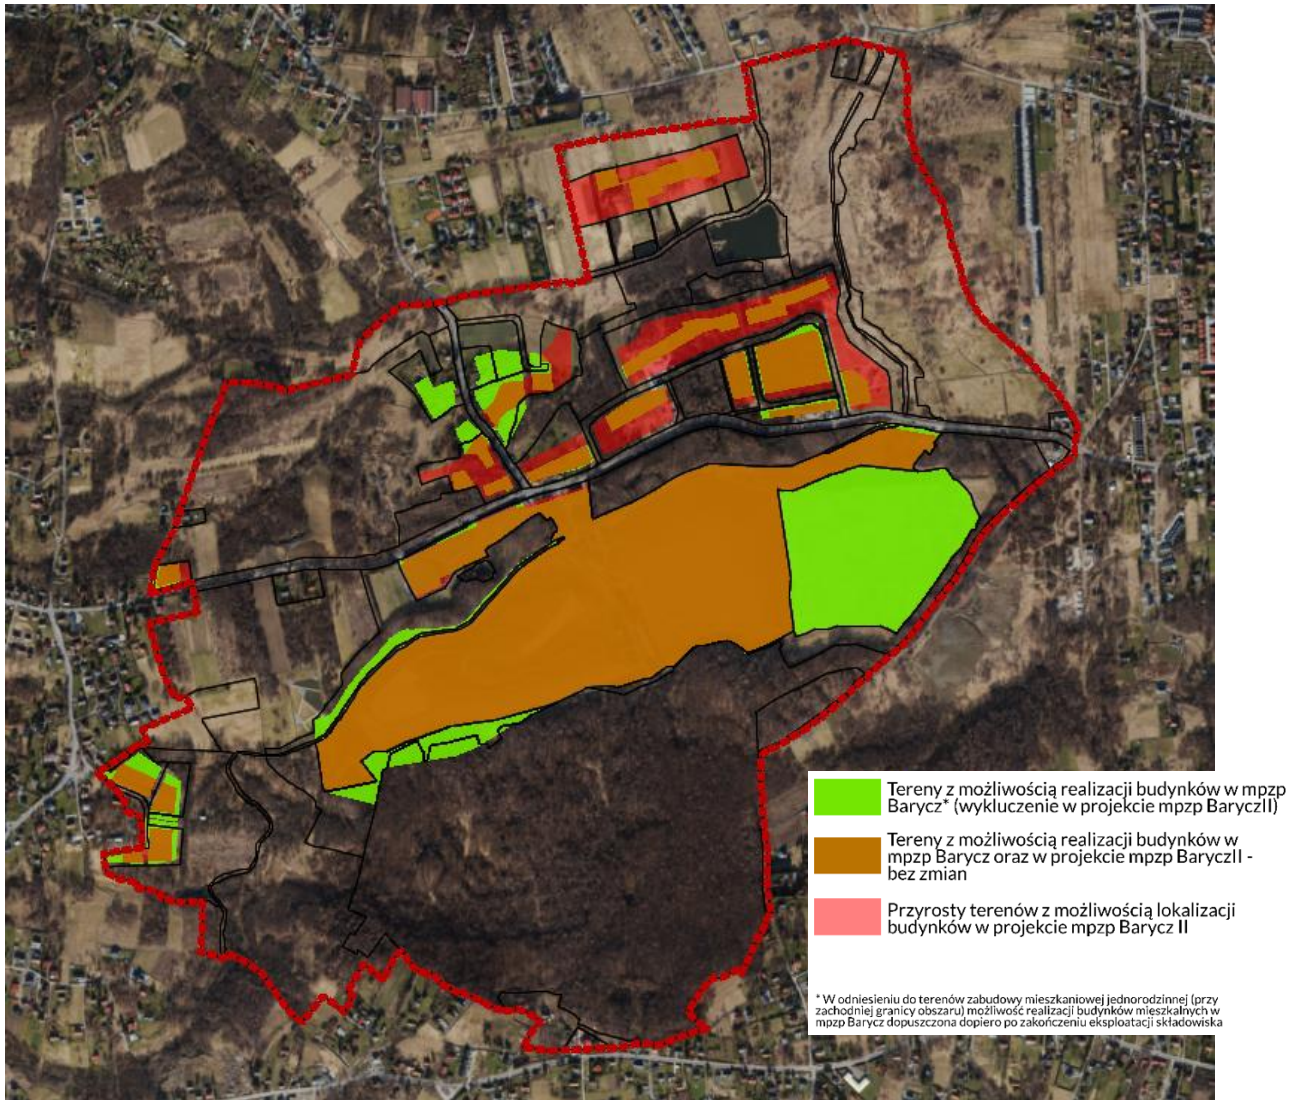 Tereny z możliwością realizacji budynków w mpzp
Barycz* (wykluczenie w projekcie mpzp BaryczII)
Tereny z możliwością realizacji budynków w
mpzp Barycz oraz w projekcie mpzp BaryczII -
bez zmian
Przyrosty terenów z możliwością lokalizacji
budynków w projekcie mpzp Barycz II
* W odniesieniu do terenów zabudowy mieszkaniowej jednorodzinnej (przy
zachodniej granicy obszaru) możliwość realizacji budynków mieszkalnych w
mpzp Barycz dopuszczona dopiero po zakończeniu eksploatacji składowiska